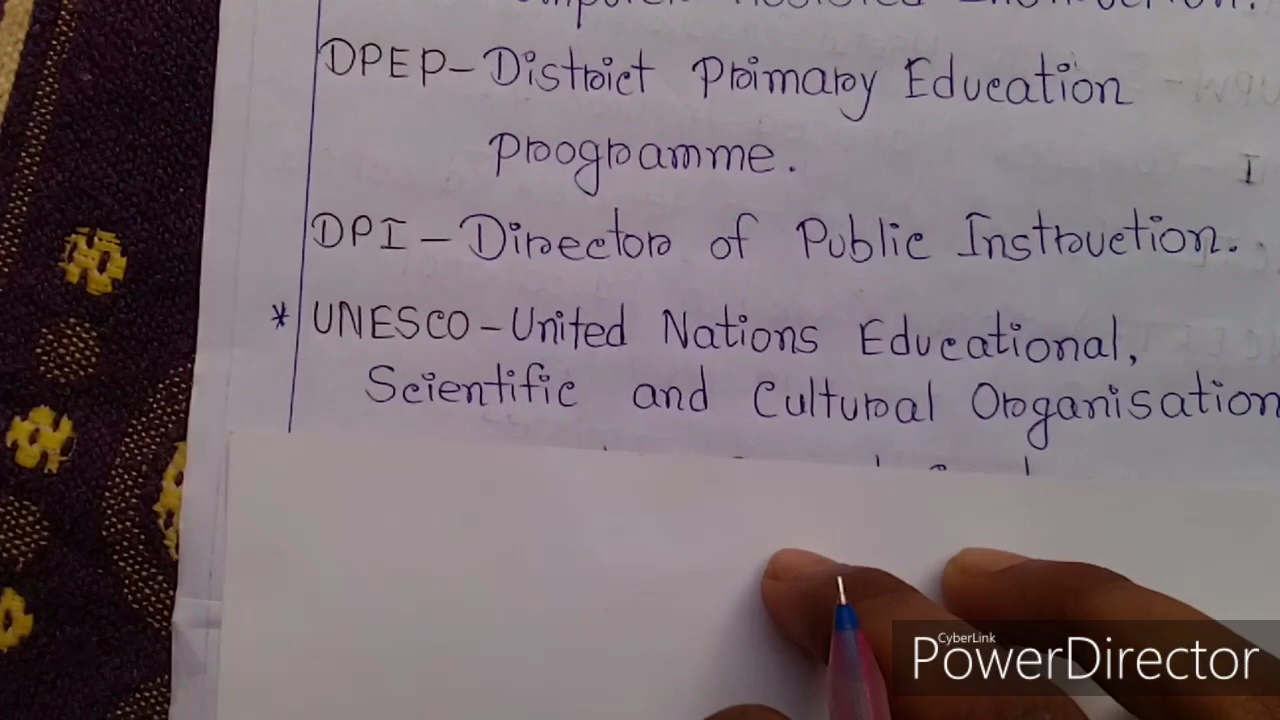 Instruction.
DPEP-District Primary Education
Programme.
I
DPI-Director of Public Instruction.
* UNESCO-United Nations Educational,
Scientific and Cultural Organisation
CyberLink
PowerDirector